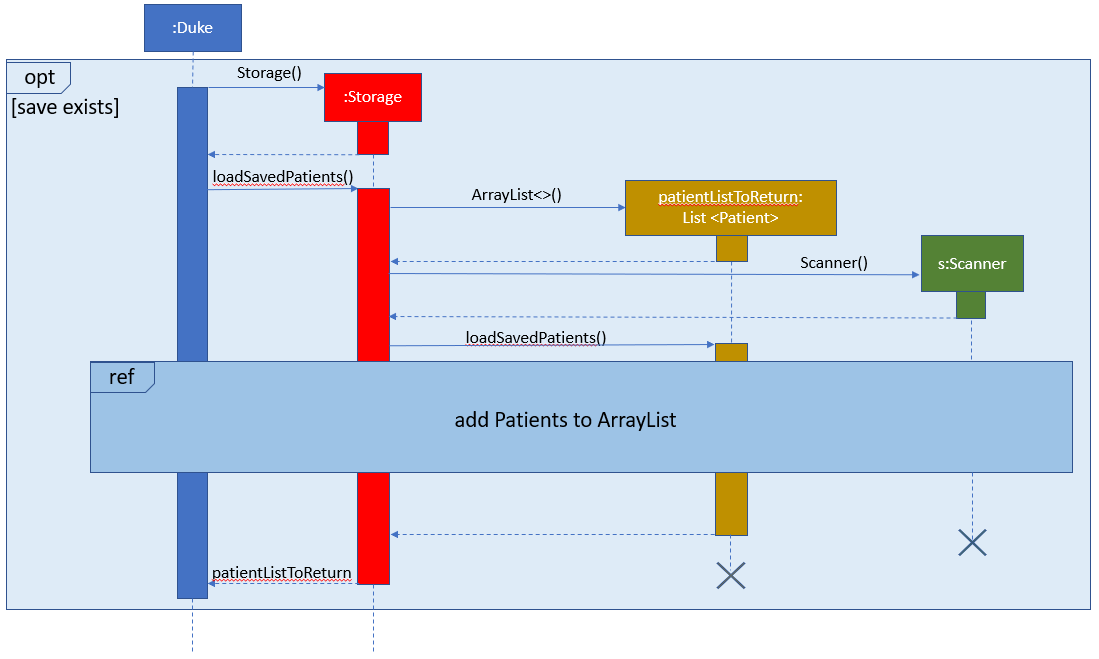 :Duke
opt
[save exists]
Storage()
:Storage
loadSavedPatients()
ArrayList<>()
patientListToReturn:
List <Patient>
Scanner()
s:Scanner
loadSavedPatients()
ref
add Patients to ArrayList
patientListToReturn